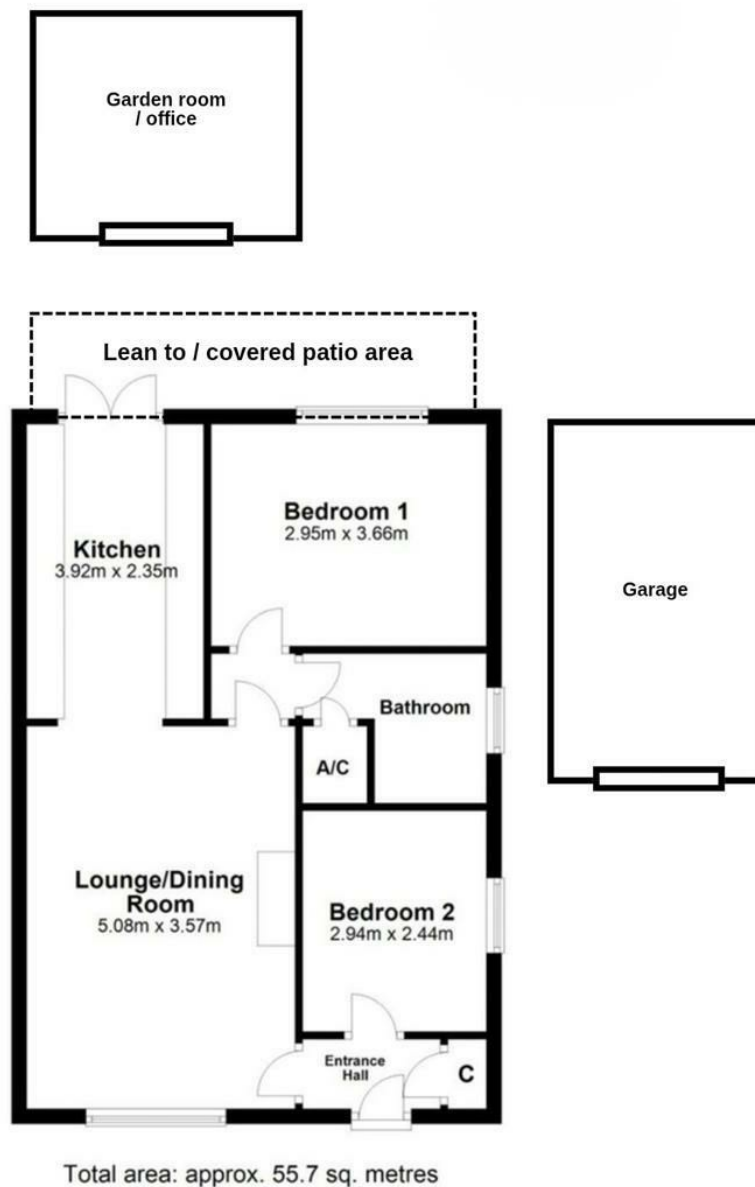 Garden room
/ office
Lean to / covered patio area
Bedroom 1
2.95m x 3.66m
Kitchen
3.92m x 2.35m
Garage
Bathroom
A/C
Lounge/Dining
Room
5.08m x 3.57m
Bedroom 2
2.94m x 2.44m
Entrance
Hall
C
Total area: approx. 55.7 sq. metres